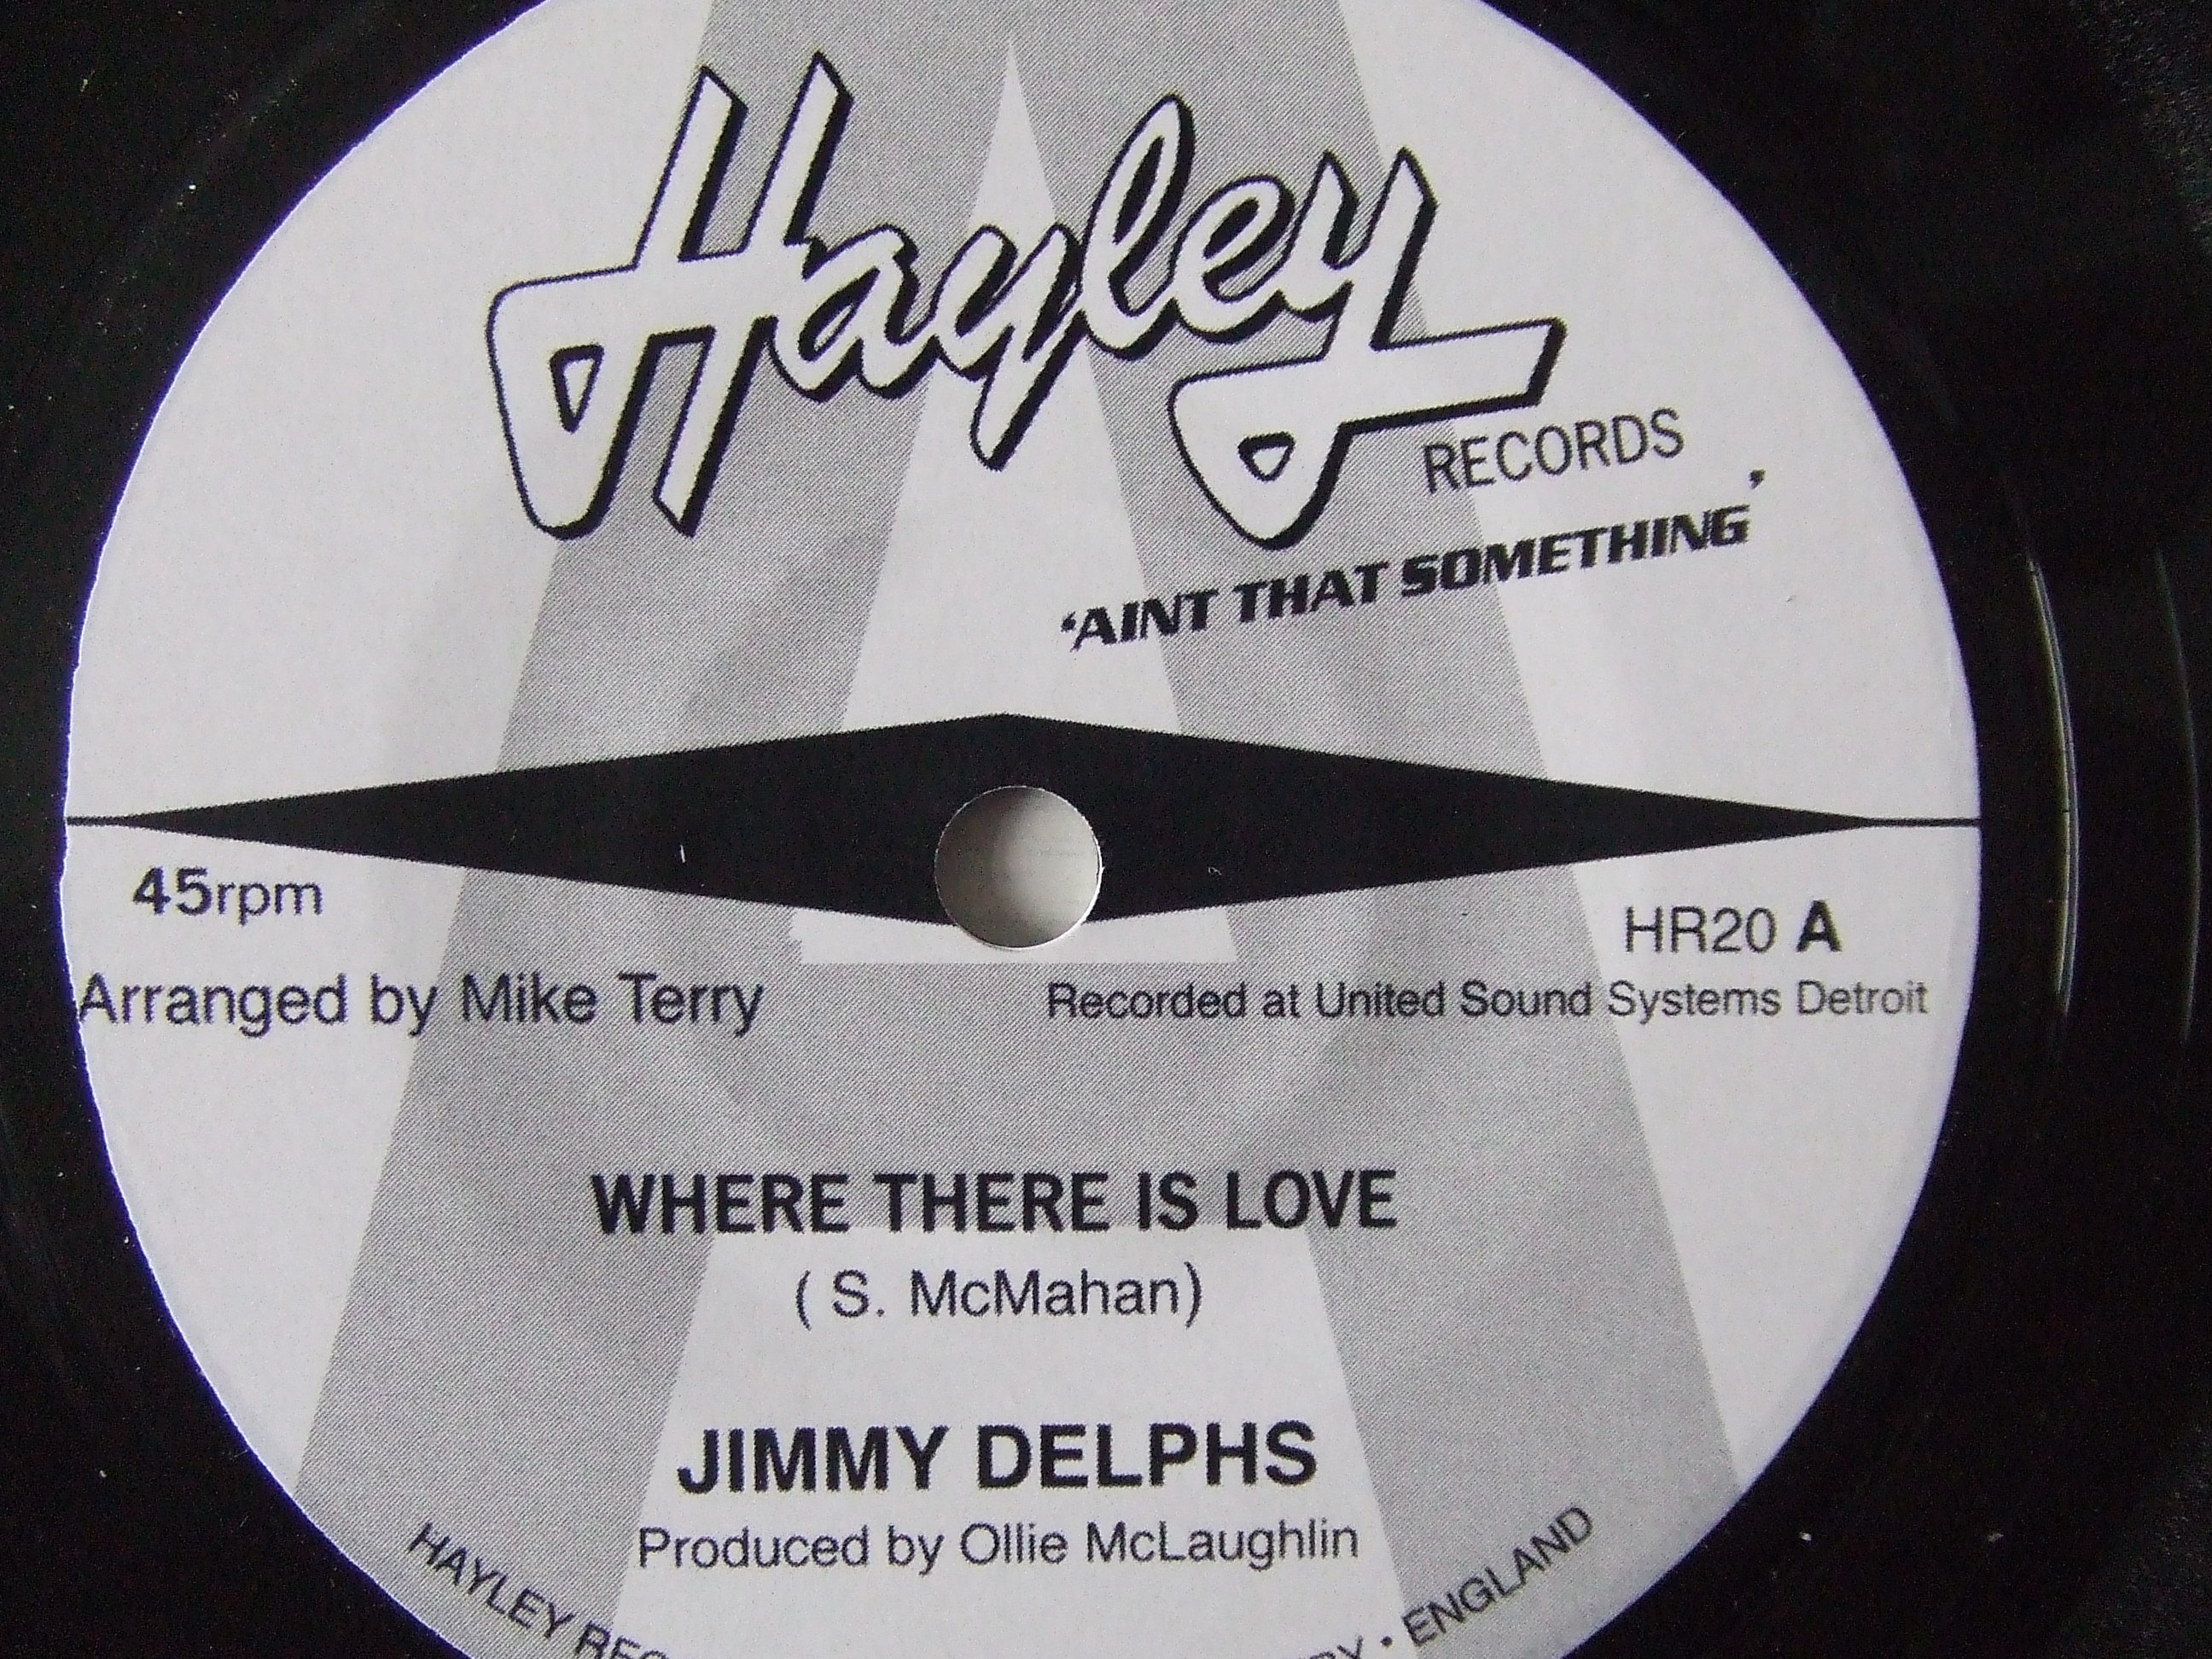 Hayley
RECORDS
'AINT THAT SOMETHING'
45rpm
HR20 A
Arranged by Mike Terry
Recorded at United Sound Systems Detroit
WHERE THERE IS LOVE
( S. McMahan)
JIMMY DELPHS
Produced by Ollie McLaughlin
HAYLEY • ENGLAND